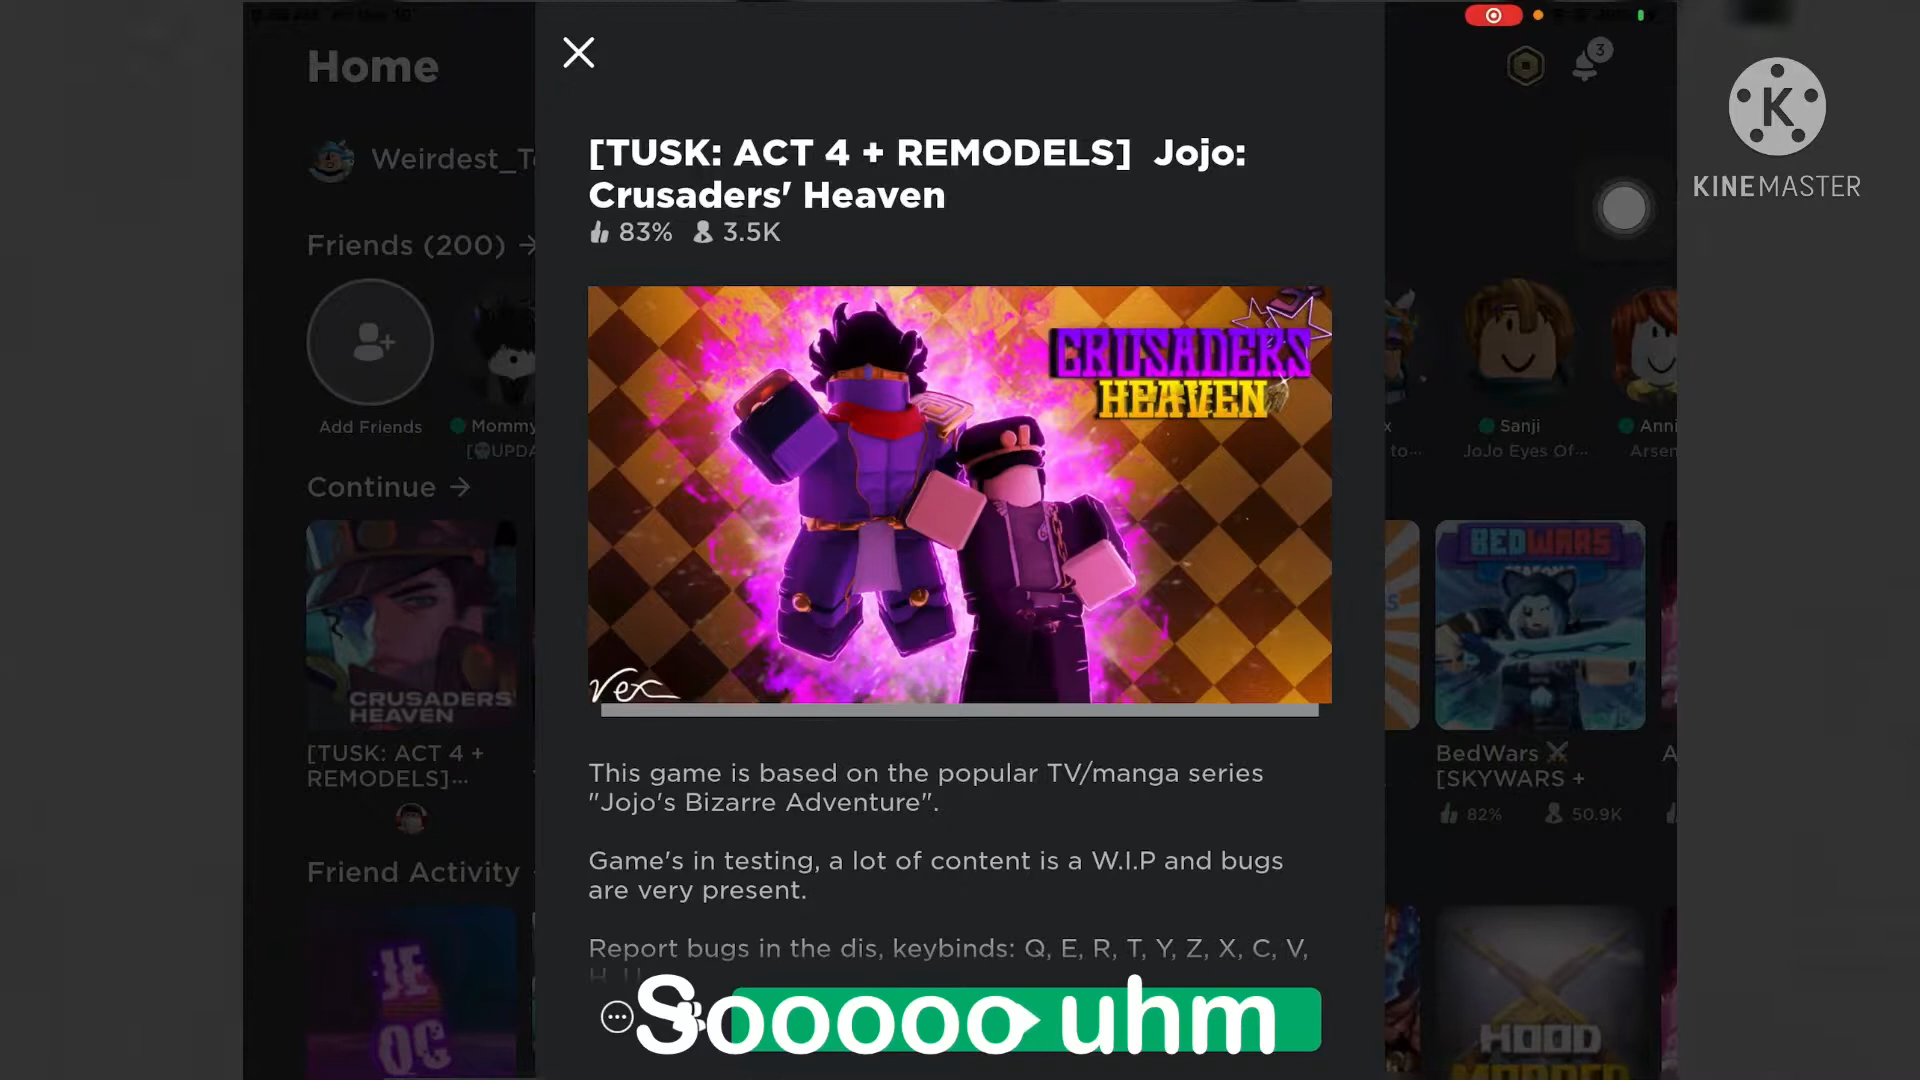 Home
3
K
KINEMASTER
Weirdest_T
[TUSK: ACT 4 + REMODELS] Jojo:
Crusaders' Heaven
83% 3.5K
Friends (200) →
CRUSADERS
HEAVEN
Add Friends
Mommy
Sanji
Anni
[💀UPDA
to...
JoJo Eyes Of...
Arsen
Continue →
BEDWARS
CRUSADERS'
HEAVEN
Vex
[TUSK: ACT 4 +
REMODELS]...
BedWars ⚔
[SKYWARS +
82% 50.9K
This game is based on the popular TV/manga series
"Jojo's Bizarre Adventure".
Game's in testing, a lot of content is a W.I.P and bugs
are very present.
Friend Activity
Report bugs in the dis, keybinds: Q, E, R, T, Y, Z, X, C, V,
Sooooo uhm
HOOD
MODDED